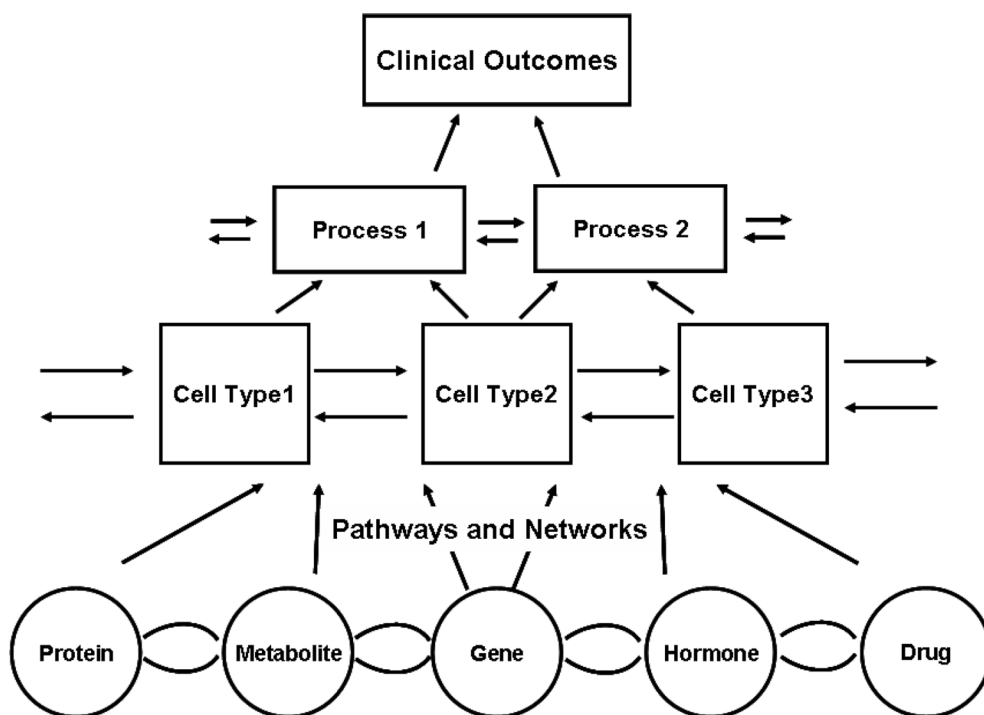 Clinical Outcomes
Process 1
Process 2
Cell Type1
Cell Type2
Cell Type3
Pathways and Networks
Protein
Metabolite
Gene
Hormone
Drug